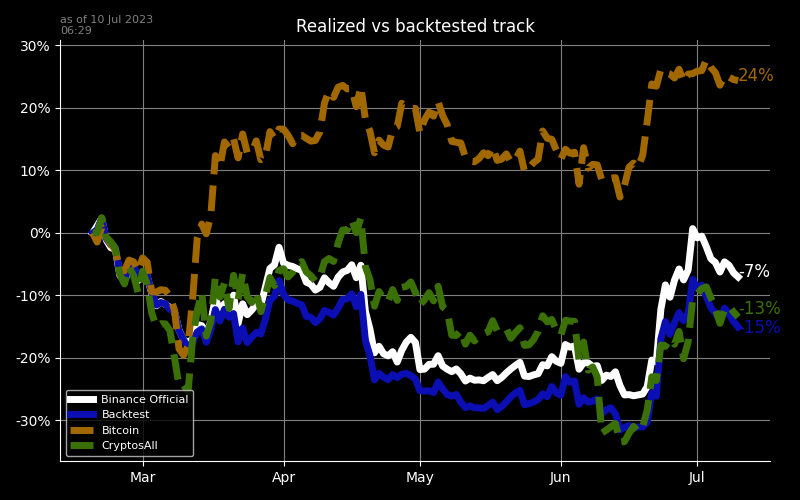 as of 10 Jul 2023
06:29
Realized vs backtested track
30%
20%
10%
0%
-10%
-20%
-30%
24%
-7%
-13%
-15%
Binance Official
Backtest
Bitcoin
CryptosAll
Mar
Apr
May
Jun
Jul